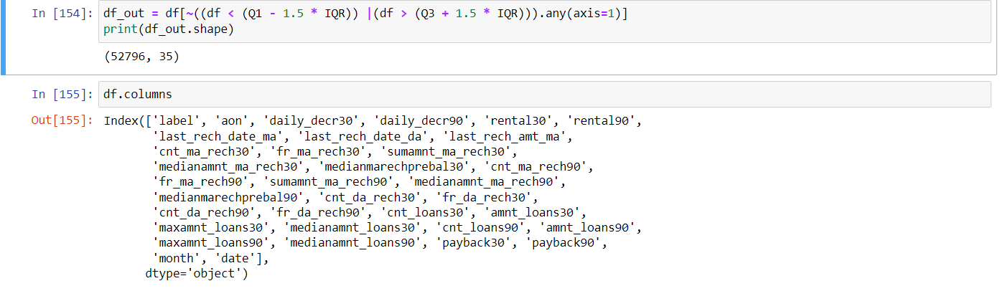 In [154]: df_out = df[~((df < (Q1 - 1.5 * IQR)) |(df > (Q3 + 1.5 * IQR))).any(axis=1)]
print(df_out.shape)
(52796, 35)
In [155]: df.columns
Out[155]: Index(['label', 'aon', 'daily_decr30', 'daily_decr90', 'rental30', 'rental90',
'last_rech_date_ma', 'last_rech_date_da', 'last_rech_amt_ma',
'cnt_ma_rech30', 'fr_ma_rech30', 'sumamnt_ma_rech30',
'medianamnt_ma_rech30', 'medianmarechprebal30', 'cnt_ma_rech90',
'fr_ma_rech90', 'sumamnt_ma_rech90', 'medianamnt_ma_rech90',
'medianmarechprebal90', 'cnt_da_rech30', 'fr_da_rech30',
'cnt_da_rech90', 'fr_da_rech90', 'cnt_loans30', 'amnt_loans30',
'maxamnt_loans30', 'medianamnt_loans30', 'cnt_loans90', 'amnt_loans90',
'maxamnt_loans90', 'medianamnt_loans90', 'payback30', 'payback90',
'month', 'date'],
dtype='object')